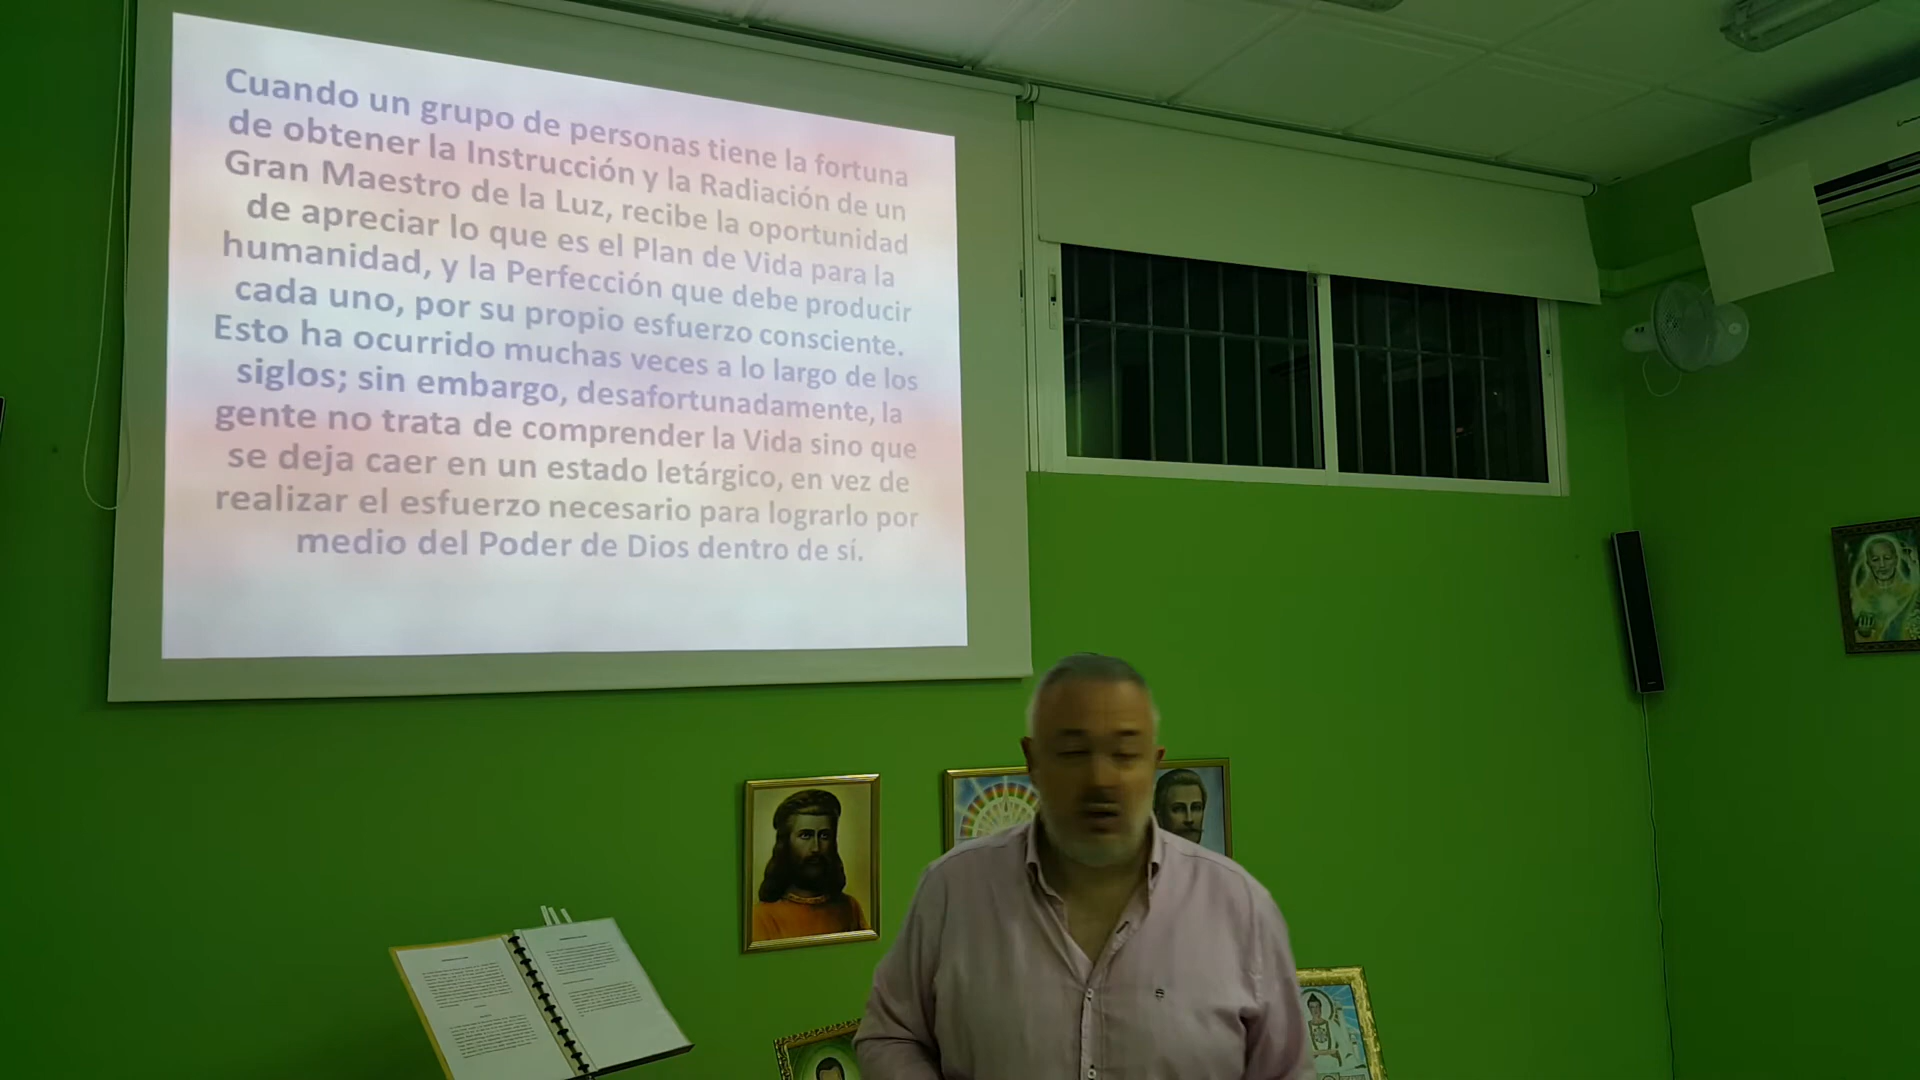 Cuando un grupo de personas tiene la fortuna
de obtener la Instrucción y la Radiación de un
Gran Maestro de la Luz, recibe la oportunidad
de apreciar lo que es el Plan de Vida para la
humanidad, y la Perfección que debe producir
cada uno, por su propio esfuerzo consciente.
Esto ha ocurrido muchas veces a lo largo de los
siglos; sin embargo, desafortunadamente, la
gente no trata de comprender la Vida sino que
se deja caer en un estado letárgico, en vez de
realizar el esfuerzo necesario para lograrlo por
medio del Poder de Dios dentro de sí.